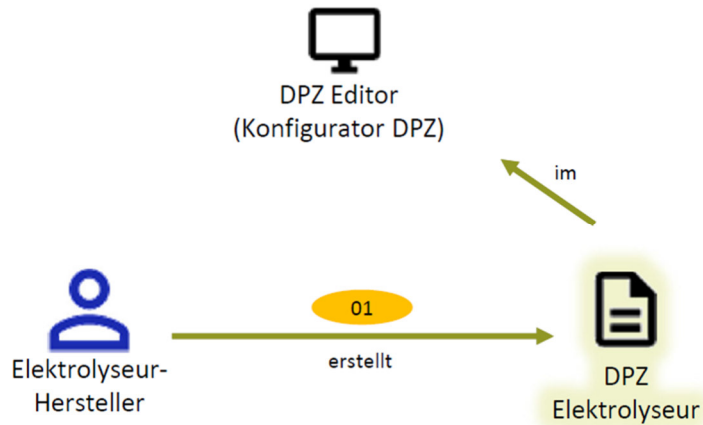 DPZ Editor
(Konfigurator DPZ)
im
01
erstellt
Elektrolyseur-
Hersteller
DPZ
Elektrolyseur